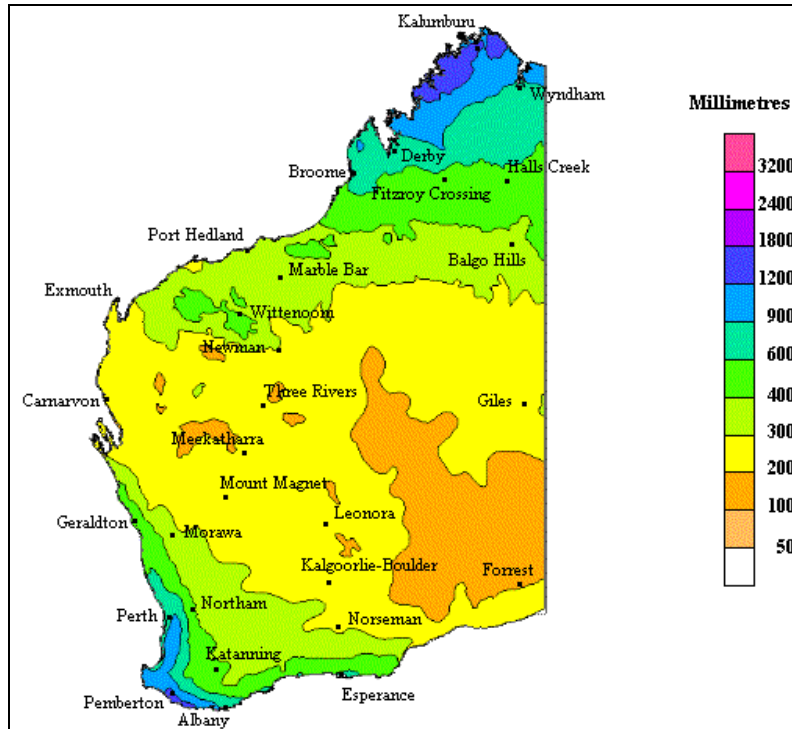 Kalumburu
Wyndham
Millimetres
Derby
Broome
Halls Creek
Fitzroy Crossing
3200
2400
1800
1200
900
600
400
300
200
100
50
Port Hedland
Balgo Hills
Marble Bar
Exmouth
Wittenoom
Newman
Three Rivers
Carnarvon
Giles
Meekatharra
Mount Magnet
Leonora
Geraldton
Morawa
Kalgoorlie-Boulder
Forrest
Northam
Perth
Norseman
Katanning
Esperance
Pemberton
Albany